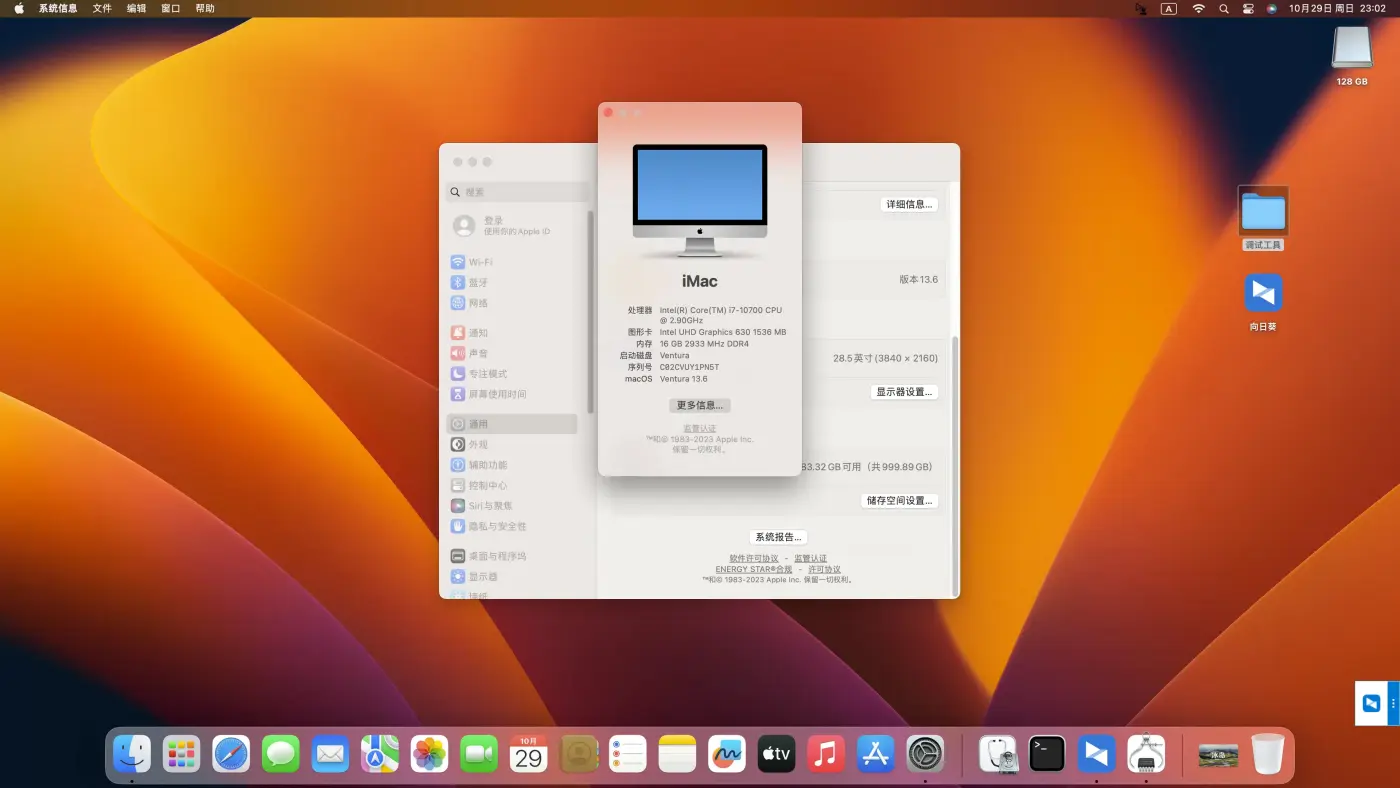 系统信息 文件 编辑 窗口 帮助
A
10月29日 周日 23:02
128 GB
调试工具
向日葵
搜索
登录
使用你的 Apple ID
Wi-Fi
蓝牙
网络
通知
声音
专注模式
屏幕使用时间
通用
外观
辅助功能
控制中心
Siri与聚焦
隐私与安全性
桌面与程序坞
显示器
墙纸
iMac
处理器 Intel(R) Core(TM) i7-10700 CPU
@ 2.90GHz
图形卡 Intel UHD Graphics 630 1536 MB
内存 16 GB 2933 MHz DDR4
启动磁盘 Ventura
序列号 C02CVUY1PN5T
macOS Ventura 13.6
更多信息...
监管认证
™和© 1983-2023 Apple Inc.
保留一切权利。
详细信息...
版本13.6
28.5英寸 (3840 × 2160)
显示器设置...
83.32 GB 可用（共 999.89 GB）
储存空间设置...
系统报告...
软件许可协议 - 监管认证
ENERGY STAR®合规 - 许可协议
™和© 1983-2023 Apple Inc. 保留一切权利。
10月
29
tv